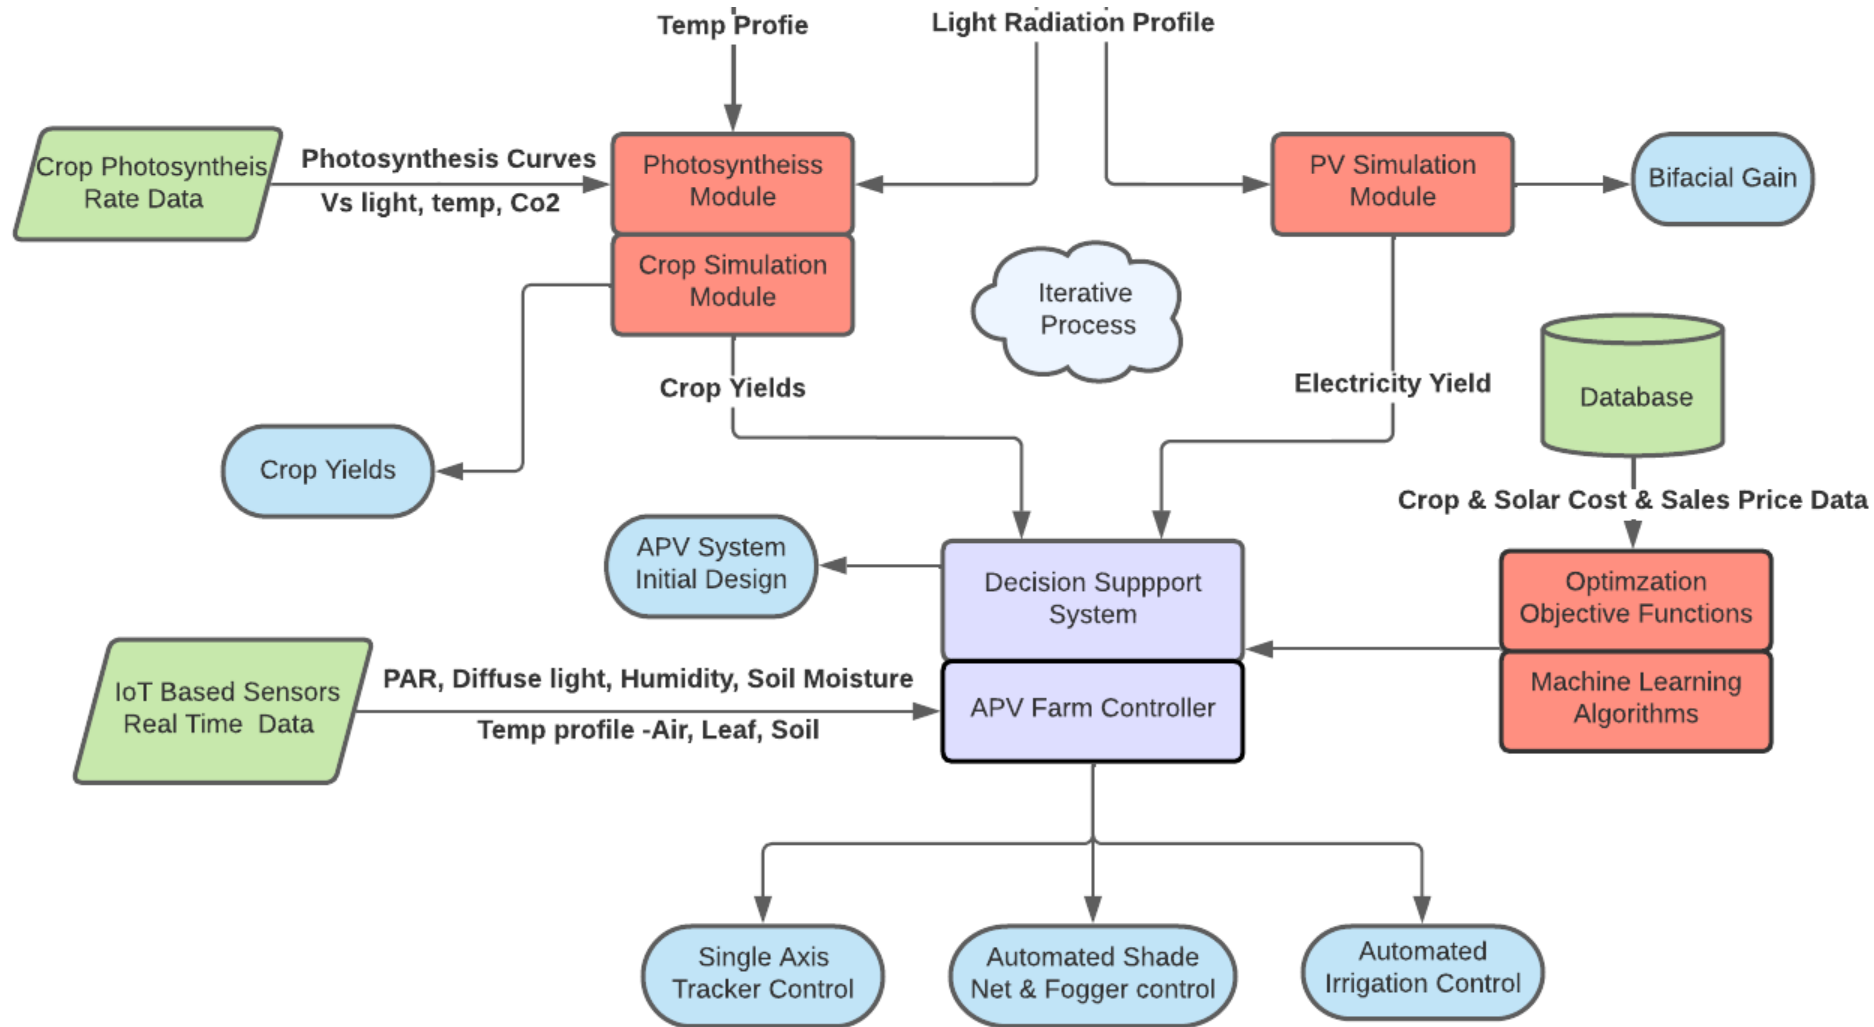 Temp Profie
Light Radiation Profile
Crop Photosyntheis
Rate Data
Photosynthesis Curves
Vs light, temp, Co2
Photosyntheiss
Module
PV Simulation
Module
Bifacial Gain
Crop Simulation
Module
Iterative
Process
Crop Yields
Electricity Yield
Database
Crop Yields
Crop & Solar Cost & Sales Price Data
APV System
Initial Design
Decision Suppport
System
Optimzation
Objective Functions
IoT Based Sensors
Real Time  Data
PAR, Diffuse light, Humidity, Soil Moisture
Temp profile -Air, Leaf, Soil
APV Farm Controller
Machine Learning
Algorithms
Single Axis
Tracker Control
Automated Shade
Net & Fogger control
Automated
Irrigation Control